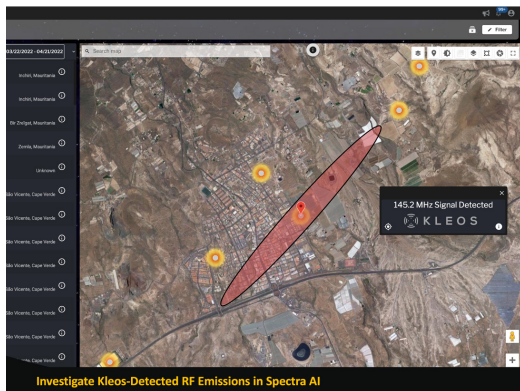 99+
Filter
03/22/2022 - 04/21/2022
Search map
Inchiri, Mauritania
Inchiri, Mauritania
Bir Zreigat, Mauritania
Zemila, Mauritania
Unknown
São Vicente, Cape Verde
145.2 MHz Signal Detected
São Vicente, Cape Verde
KLEOS
São Vicente, Cape Verde
São Vicente, Cape Verde
São Vicente, Cape Verde
São Vicente, Cape Verde
São Vicente, Cape Verde
Investigate Kleos-Detected RF Emissions in Spectra AI